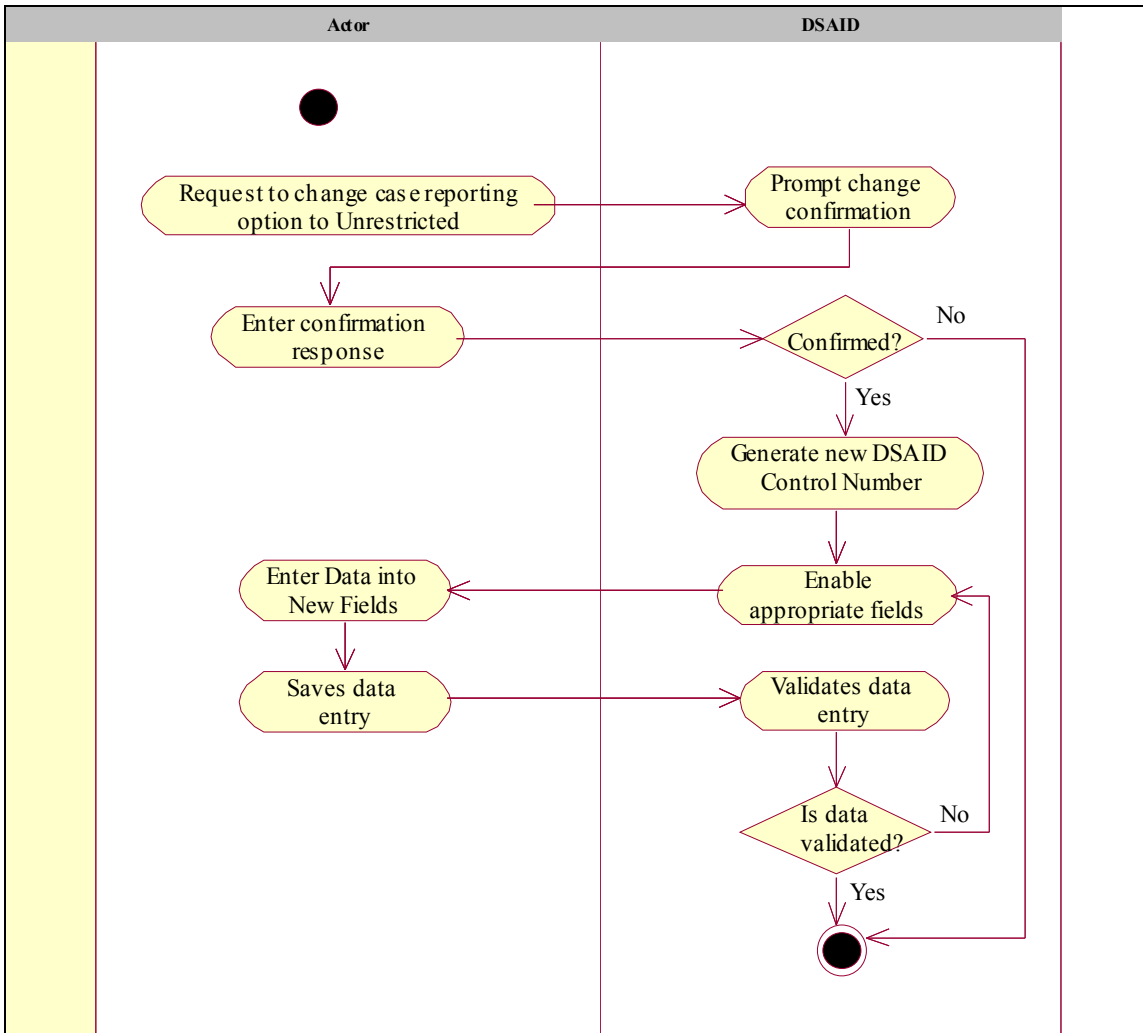 Actor
DSAID
Request to change case reporting
option to Unrestricted
Prompt change
confirmation
Enter confirmation
response
Confirmed?
No
Yes
Generate new DSAID
Control Number
Enter Data into
New Fields
Enable
appropriate fields
Saves data
entry
Validates data
entry
Is data
validated?
No
Yes